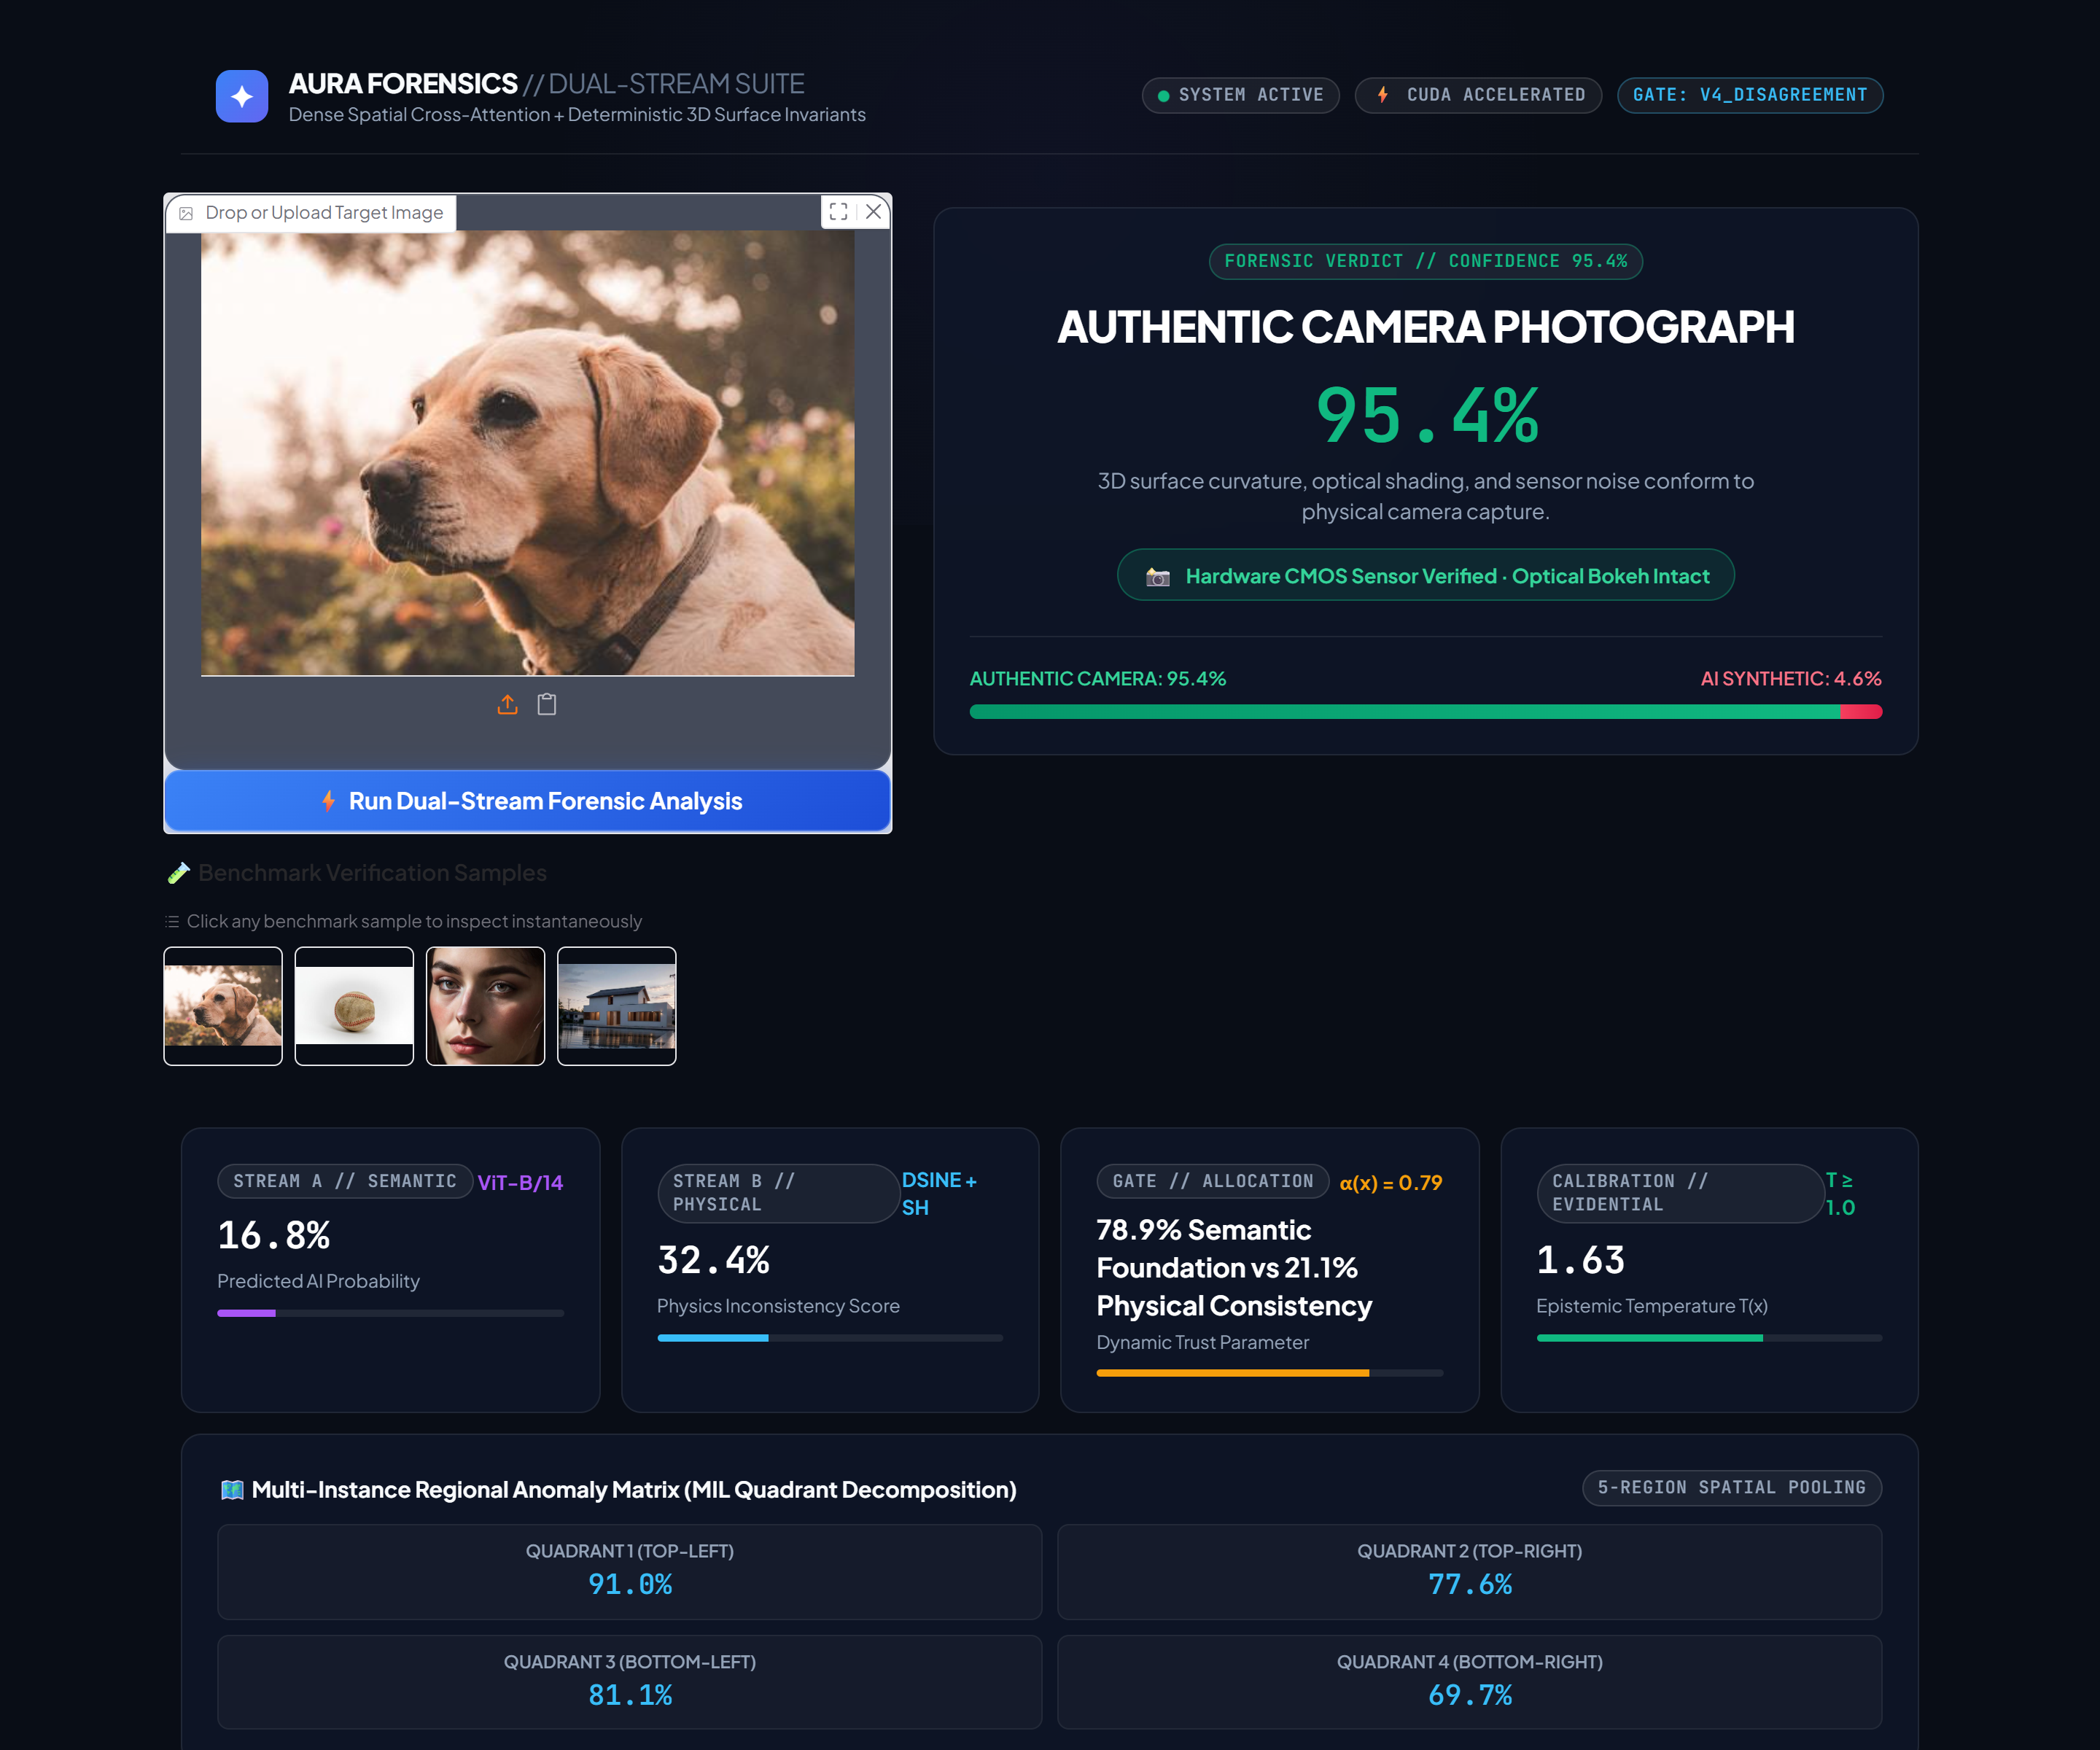 AURA FORENSICS // DUAL-STREAM SUITE
Dense Spatial Cross-Attention + Deterministic 3D Surface Invariants
SYSTEM ACTIVE
CUDA ACCELERATED
GATE: V4_DISAGREEMENT
Drop or Upload Target Image
Run Dual-Stream Forensic Analysis
FORENSIC VERDICT // CONFIDENCE 95.4%
AUTHENTIC CAMERA PHOTOGRAPH
95.4%
3D surface curvature, optical shading, and sensor noise conform to
physical camera capture.
Hardware CMOS Sensor Verified · Optical Bokeh Intact
AUTHENTIC CAMERA: 95.4%
AI SYNTHETIC: 4.6%
Benchmark Verification Samples
Click any benchmark sample to inspect instantaneously
STREAM A // SEMANTIC
ViT-B/14
16.8%
Predicted AI Probability
STREAM B //
PHYSICAL
DSINE +
SH
32.4%
Physics Inconsistency Score
GATE // ALLOCATION
α(x) = 0.79
78.9% Semantic
Foundation vs 21.1%
Physical Consistency
Dynamic Trust Parameter
CALIBRATION //
EVIDENTIAL
T ≥
1.0
1.63
Epistemic Temperature T(x)
Multi-Instance Regional Anomaly Matrix (MIL Quadrant Decomposition)
5-REGION SPATIAL POOLING
QUADRANT 1 (TOP-LEFT)
91.0%
QUADRANT 2 (TOP-RIGHT)
77.6%
QUADRANT 3 (BOTTOM-LEFT)
81.1%
QUADRANT 4 (BOTTOM-RIGHT)
69.7%